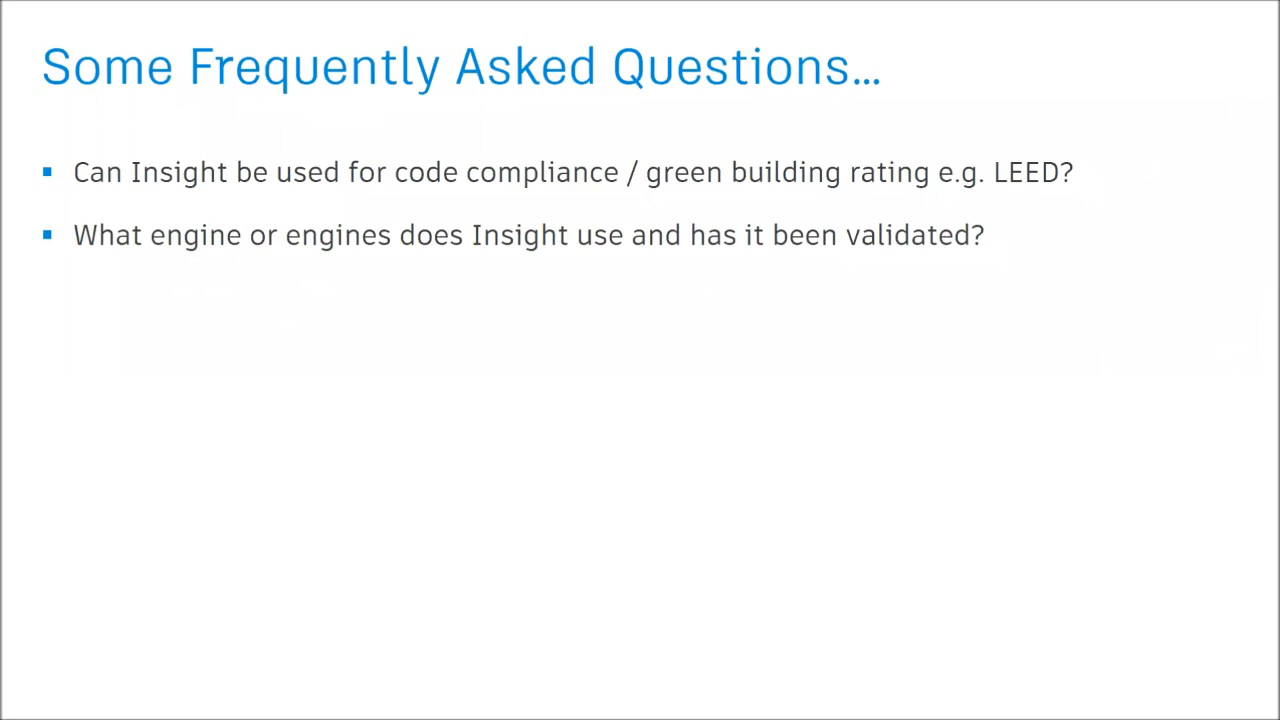 Some Frequently Asked Questions...
▪ Can Insight be used for code compliance / green building rating e.g. LEED?
▪ What engine or engines does Insight use and has it been validated?